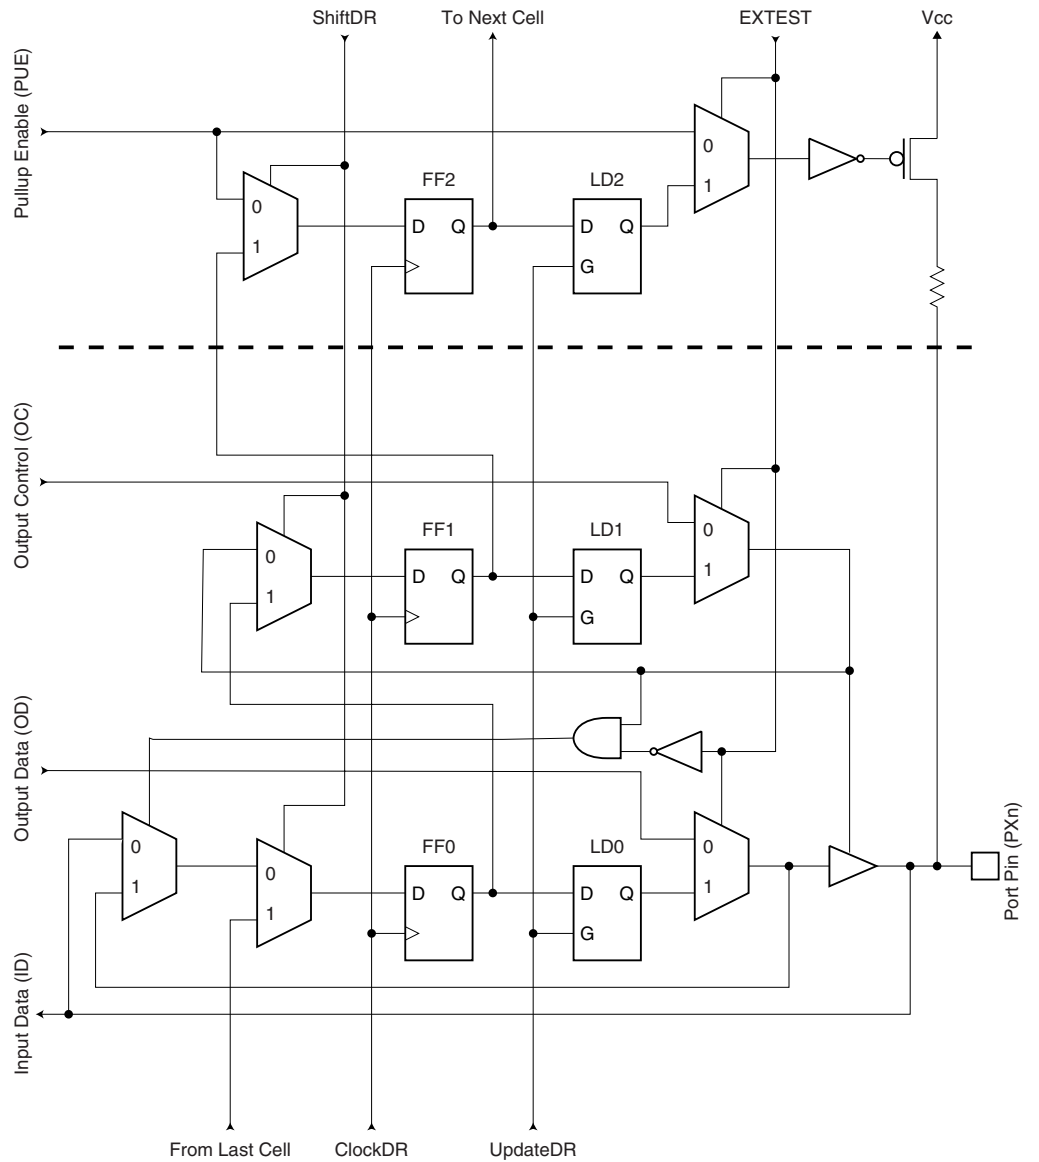 ShiftDR
To Next Cell
EXTEST
Vcc
Pullup Enable (PUE)
0
1
FF2
D
Q
LD2
D
Q
G
0
1
Output Control (OC)
0
1
FF1
D
Q
LD1
D
Q
G
0
1
Output Data (OD)
0
1
0
1
FF0
D
Q
LD0
D
Q
G
0
1
Port Pin (PXn)
Input Data (ID)
From Last Cell
ClockDR
UpdateDR